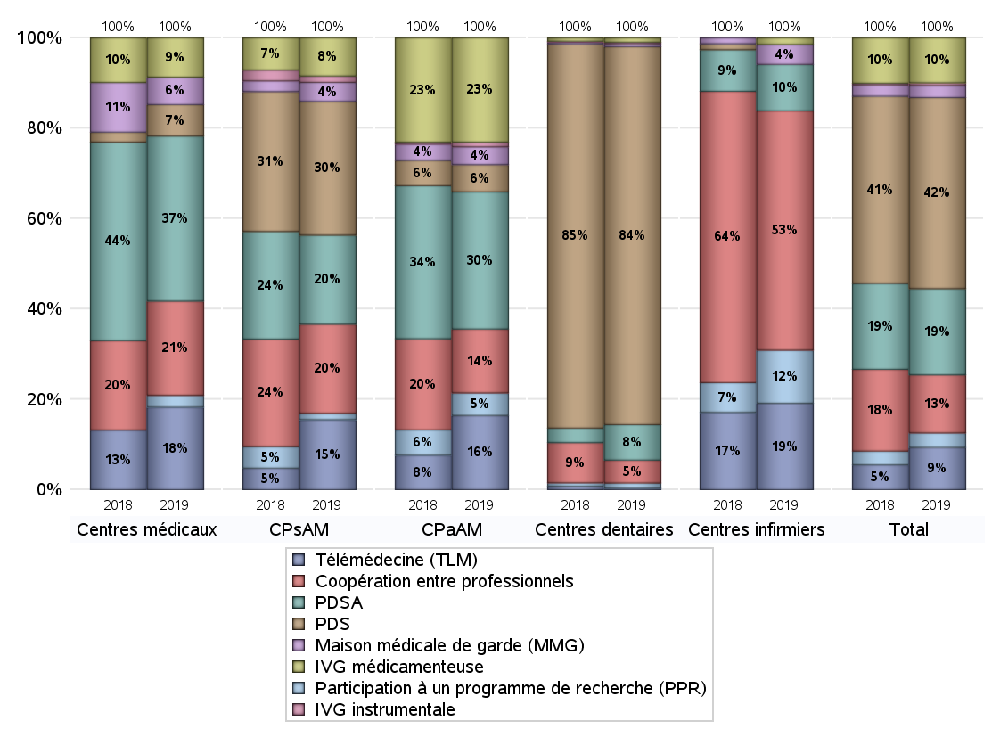 100% 100% 100% 100% 100% 100% 100% 100% 100% 100% 100% 100%
100%
80%
60%
40%
20%
0%
10% 11% 44% 20% 13%
9% 6% 7% 37% 21% 18%
7% 31% 24% 24% 5% 5%
8% 4% 30% 20% 20% 15%
23% 4% 6% 34% 20% 6% 8%
23% 4% 6% 30% 14% 5% 16%
85% 9%
84% 8% 5%
9% 64% 7% 17%
4% 10% 53% 12% 19%
10% 41% 19% 18% 5%
10% 42% 19% 13% 9%
2018 2019 2018 2019 2018 2019 2018 2019 2018 2019 2018 2019
Centres médicaux CPsAM CPaAM Centres dentaires Centres infirmiers Total
Télémédecine (TLM)
Coopération entre professionnels
PDSA
PDS
Maison médicale de garde (MMG)
IVG médicamenteuse
Participation à un programme de recherche (PPR)
IVG instrumentale